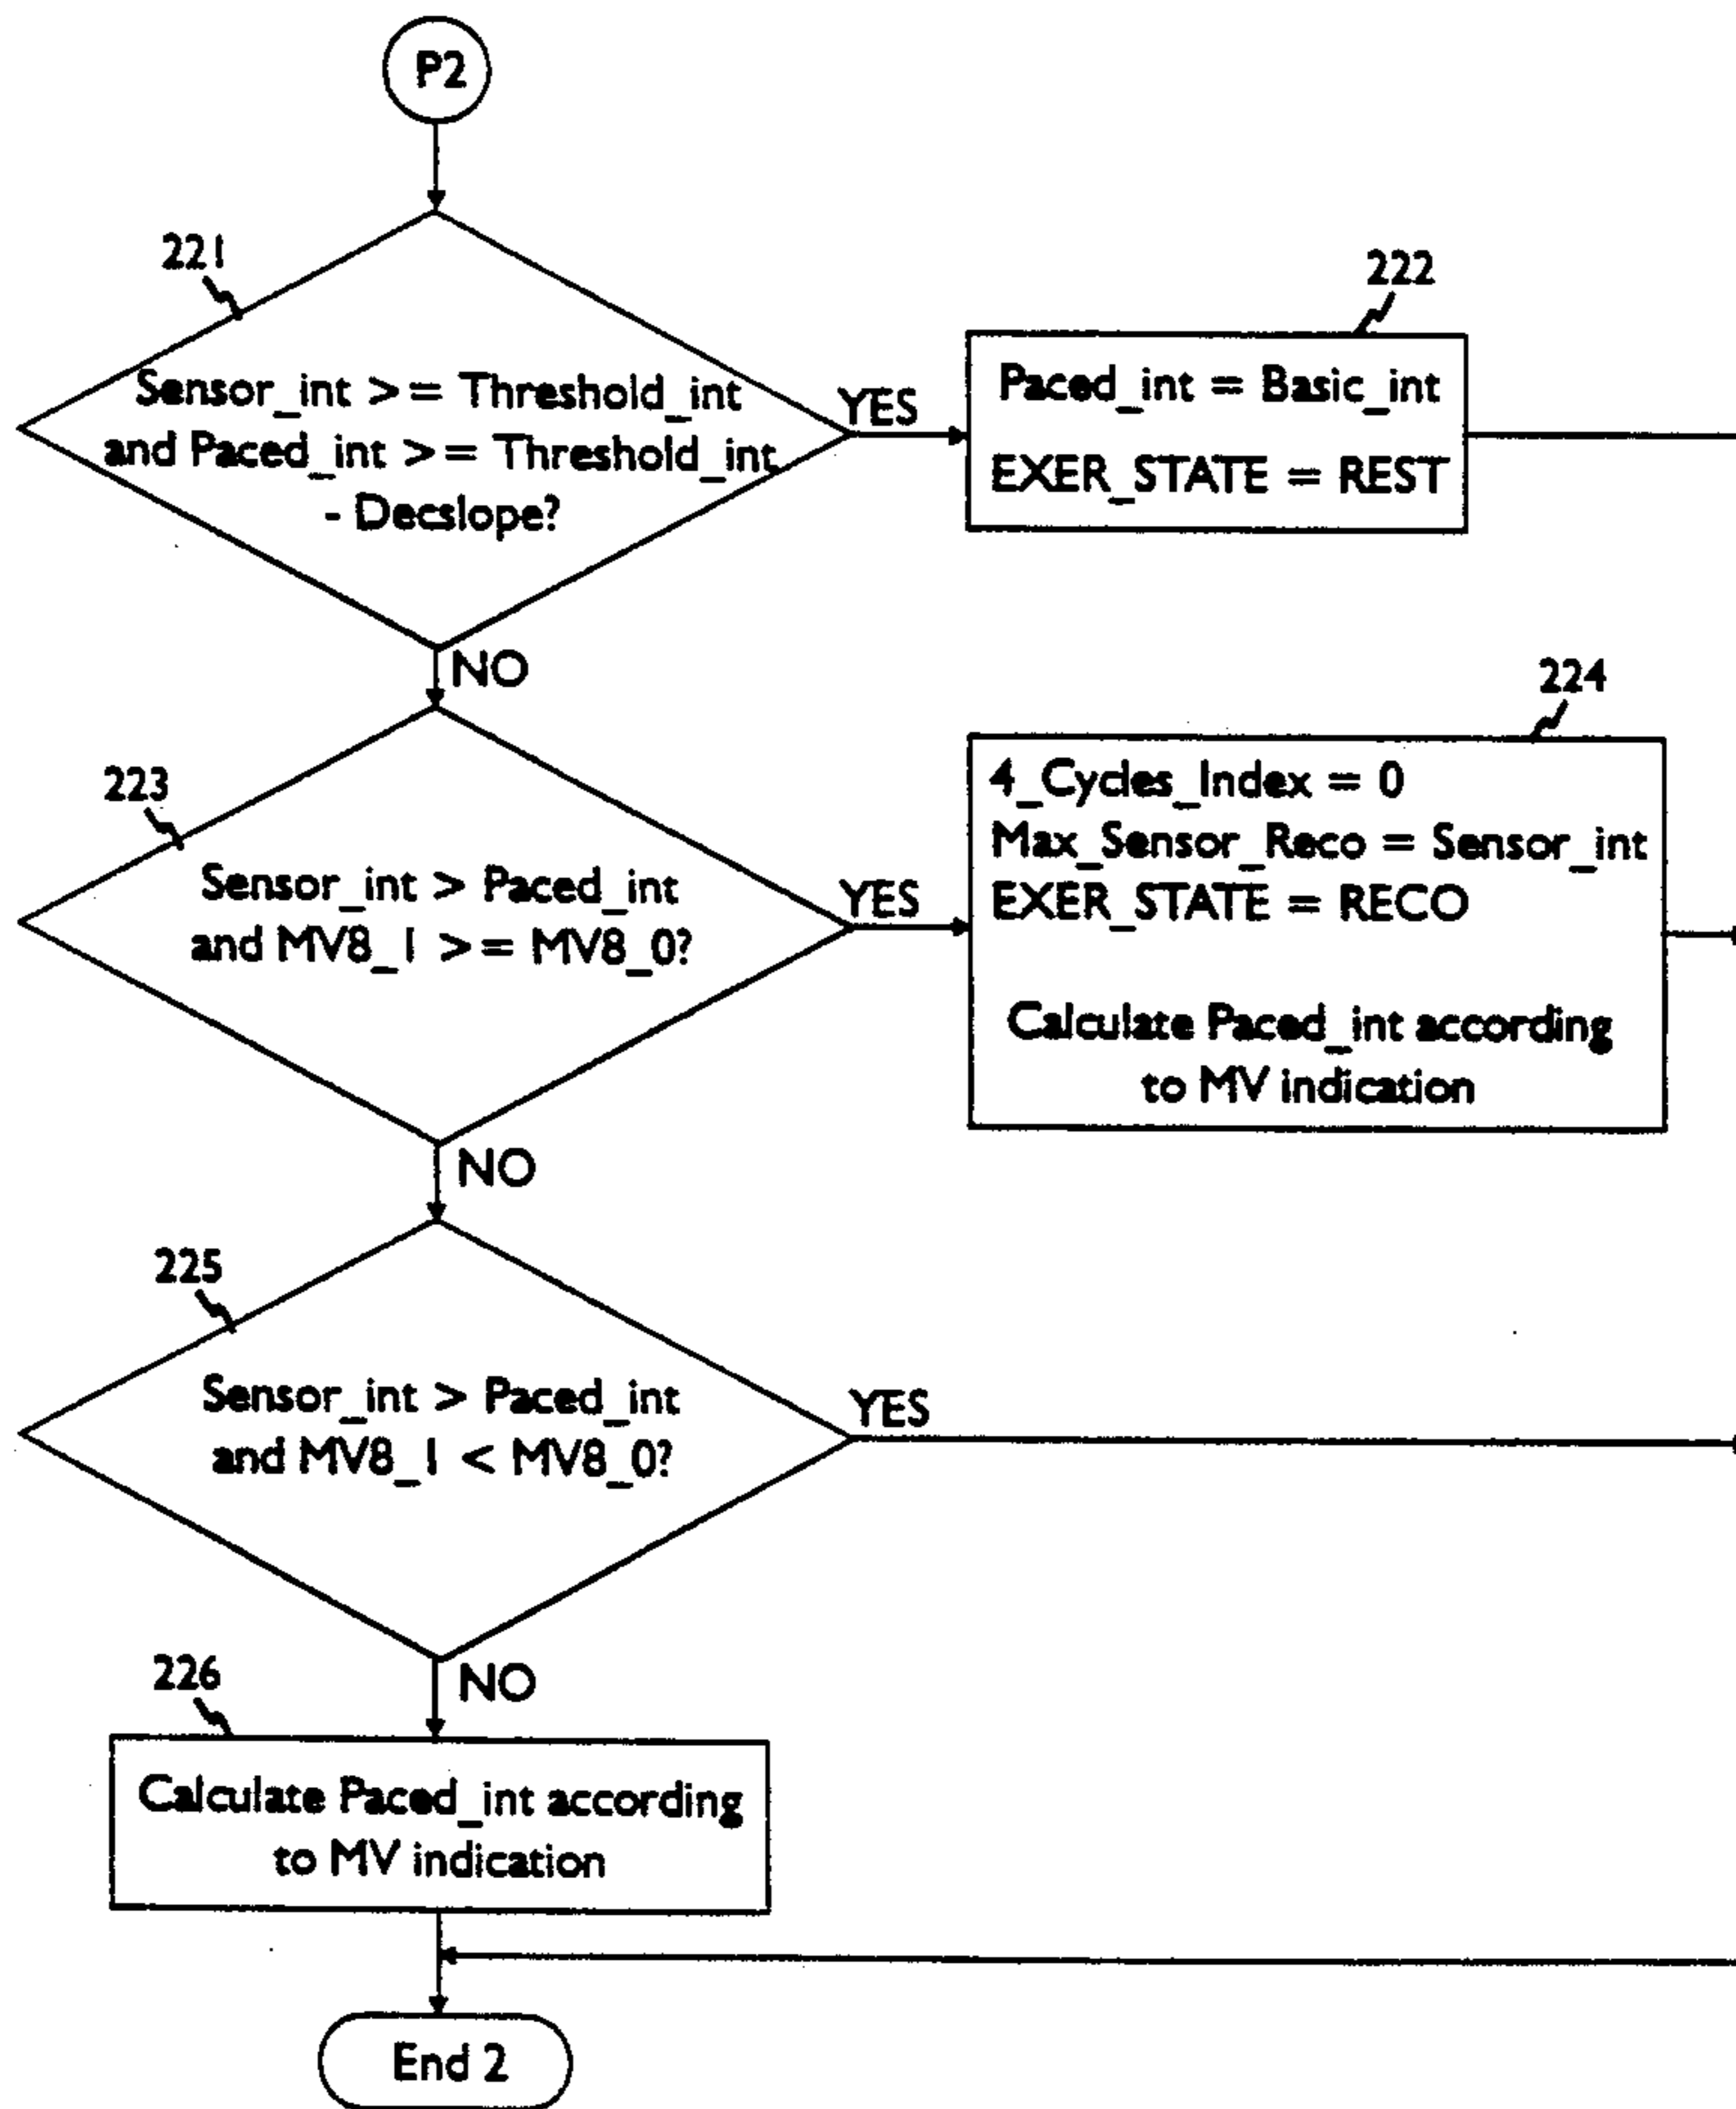 P2
221
Sensor_int >= Threshold_int
and Paced_int >= Threshold_int
- Decslope?
YES
222
Paced_int = Basic_int
EXER_STATE = REST
NO
223
Sensor_int > Paced_int
and MV8_1 >= MV8_0?
YES
224
4_Cycles_Index = 0
Max_Sensor_Reco = Sensor_int
EXER_STATE = RECO
Calculate Paced_int according
to MV indication
NO
225
Sensor_int > Paced_int
and MV8_1 < MV8_0?
YES
NO
226
Calculate Paced_int according
to MV indication
End 2